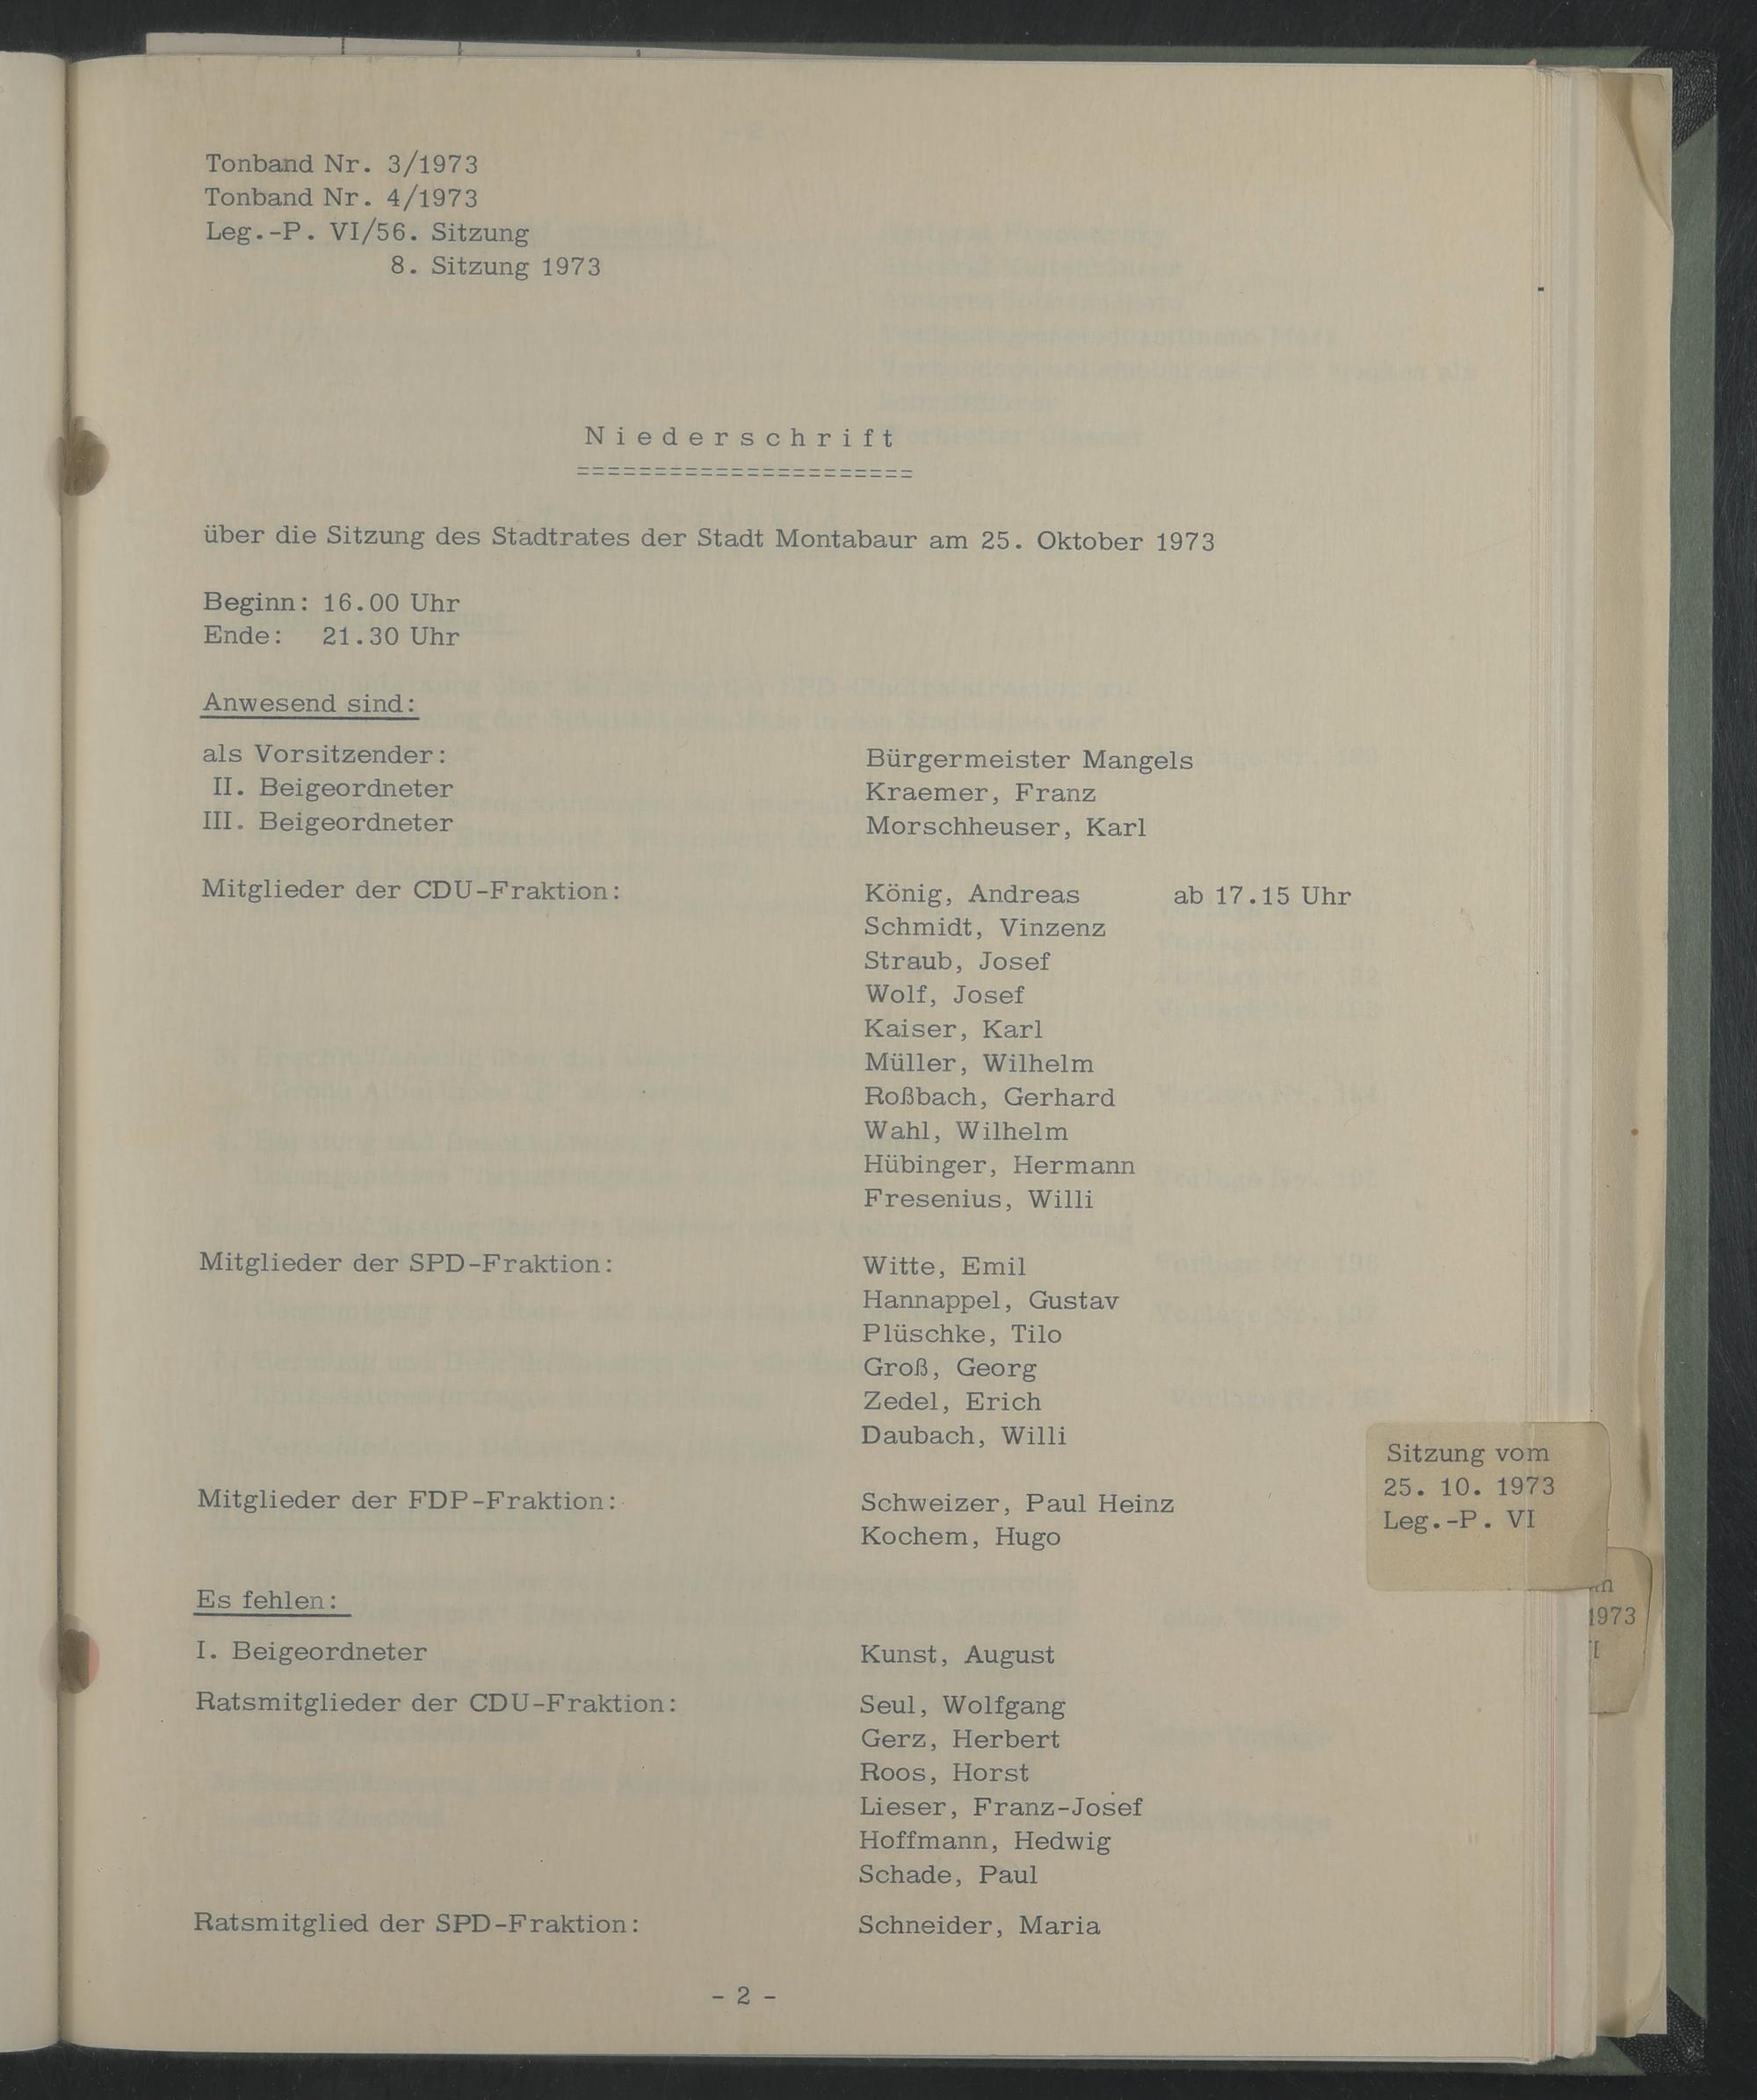 Tonband Nr. 3/1973
Tonband Nr. 4/1973
Leg.-P. VI/56. Sitzung
8. Sitzung 1973
Niederschrift
======================
über die Sitzung des Stadtrates der Stadt Montabaur am 25. Oktober 1973
Beginn: 16.00 Uhr
Ende: 21.30 Uhr
Anwesend sind:
als Vorsitzender: Bürgermeister Mangels
II. Beigeordneter Kraemer, Franz
III. Beigeordneter Morschheuser, Karl
Mitglieder der CDU-Fraktion: König, Andreas ab 17.15 Uhr
Schmidt, Vinzenz
Straub, Josef
Wolf, Josef
Kaiser, Karl
Müller, Wilhelm
Roßbach, Gerhard
Wahl, Wilhelm
Hübinger, Hermann
Fresenius, Willi
Mitglieder der SPD-Fraktion: Witte, Emil
Hannappel, Gustav
Plüschke, Tilo
Groß, Georg
Zedel, Erich
Daubach, Willi
Mitglieder der FDP-Fraktion: Schweizer, Paul Heinz
Kochem, Hugo
Es fehlen:
I. Beigeordneter Kunst, August
Ratsmitglieder der CDU-Fraktion: Seul, Wolfgang
Gerz, Herbert
Roos, Horst
Lieser, Franz-Josef
Hoffmann, Hedwig
Schade, Paul
Ratsmitglied der SPD-Fraktion: Schneider, Maria
- 2 -
Sitzung vom
25. 10. 1973
Leg.-P. VI
1973